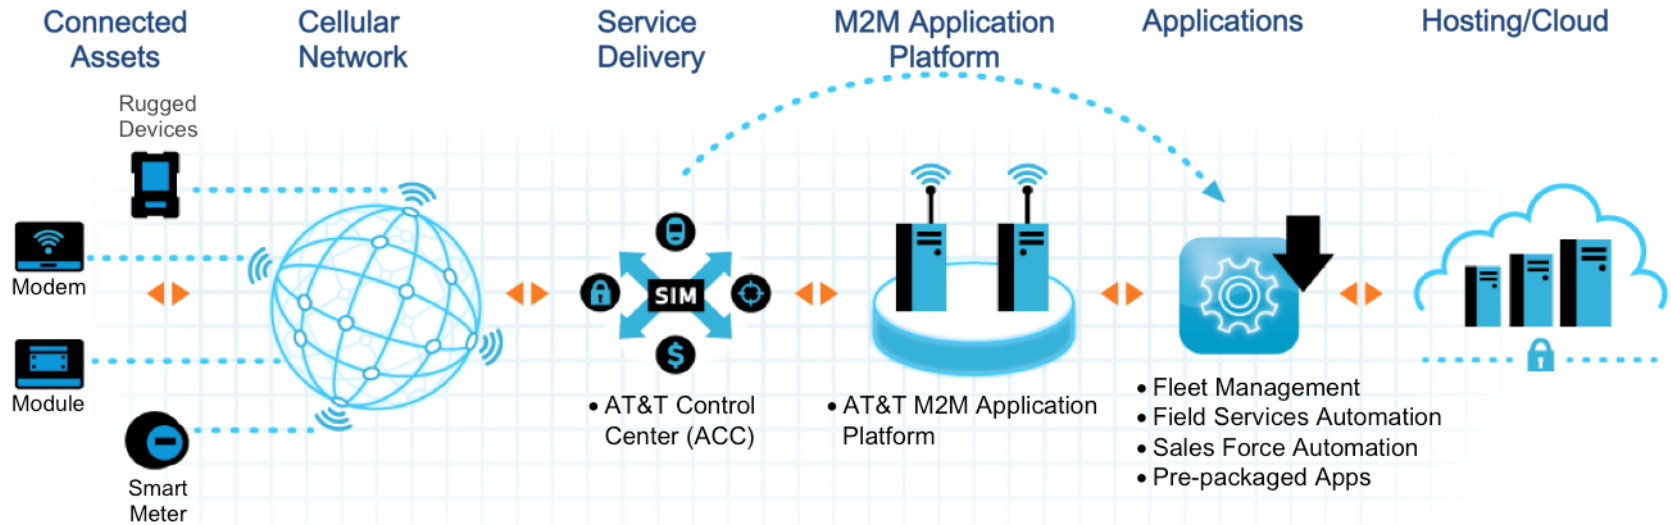 Connected
Assets
Cellular
Network
Service
Delivery
M2M Application
Platform
Applications
Hosting/Cloud
Rugged
Devices
Modem
Module
Smart
Meter
SIM
$
• AT&T Control
Center (ACC)
• AT&T M2M Application
Platform
• Fleet Management
• Field Services Automation
• Sales Force Automation
• Pre-packaged Apps